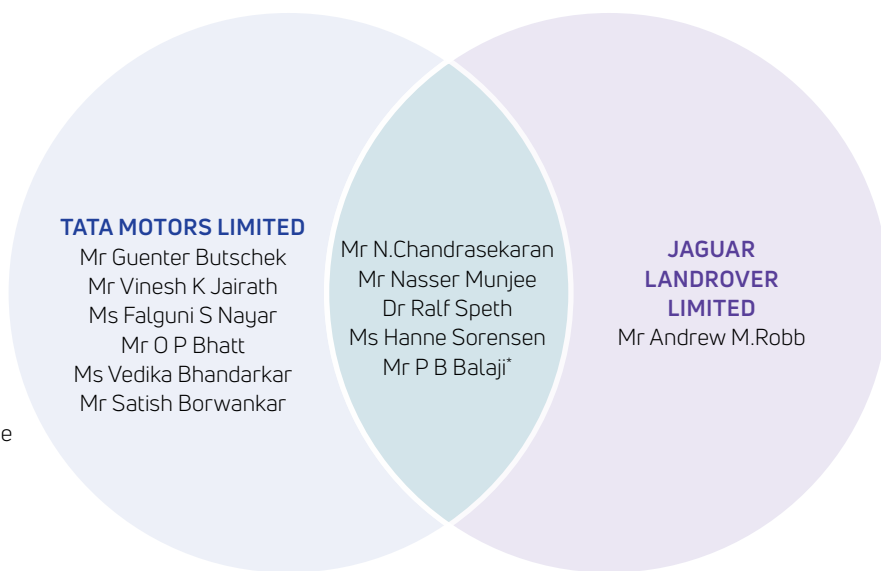 TATA MOTORS LIMITED
Mr Guenter Butschek
Mr Vinesh K Jairath
Ms Falguni S Nayar
Mr O P Bhatt
Ms Vedika Bhandarkar
Mr Satish Borwankar
e
Mr N.Chandrasekaran
Mr Nasser Munjee
Dr Ralf Speth
Ms Hanne Sorensen
Mr P B Balaji*
JAGUAR
LANDROVER
LIMITED
Mr Andrew M.Robb